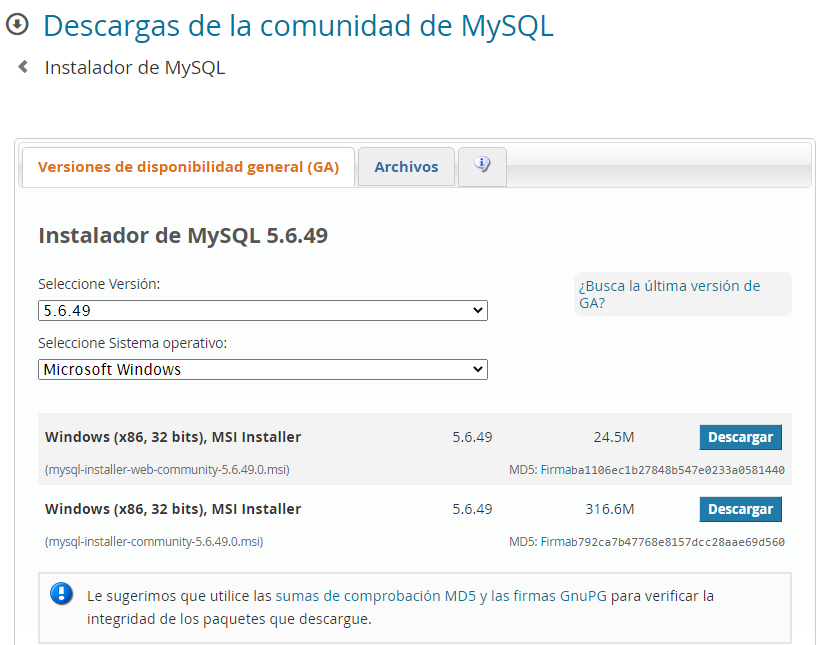 Descargas de la comunidad de MySQL
Instalador de MySQL
Versiones de disponibilidad general (GA)
Archivos
Instalador de MySQL 5.6.49
Seleccione Versión:
5.6.49
¿Busca la última versión de
GA?
Seleccione Sistema operativo:
Microsoft Windows
Windows (x86, 32 bits), MSI Installer 5.6.49 24.5M Descargar
(mysql-installer-web-community-5.6.49.0.msi) MD5: Firmaba1106ec1b27848b547e0233a0581440
Windows (x86, 32 bits), MSI Installer 5.6.49 316.6M Descargar
(mysql-installer-community-5.6.49.0.msi) MD5: Firmab792ca7b47768e8157dcc28aae69d560
Le sugerimos que utilice las sumas de comprobación MD5 y las firmas GnuPG para verificar la
integridad de los paquetes que descargue.